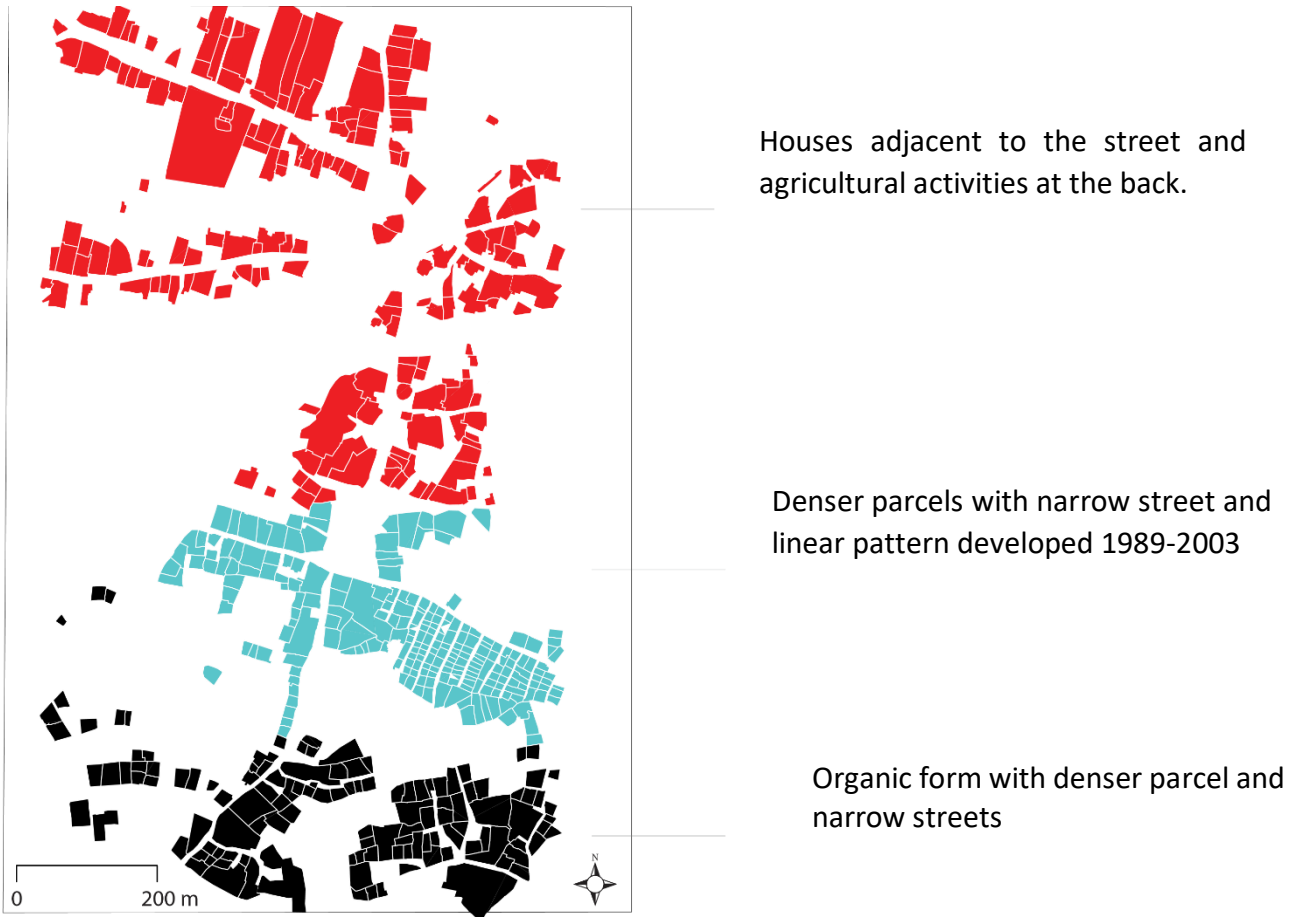 Houses adjacent to the street and
agricultural activities at the back.
Denser parcels with narrow street and
linear pattern developed 1989-2003
Organic form with denser parcel and
narrow streets
N
0 200 m